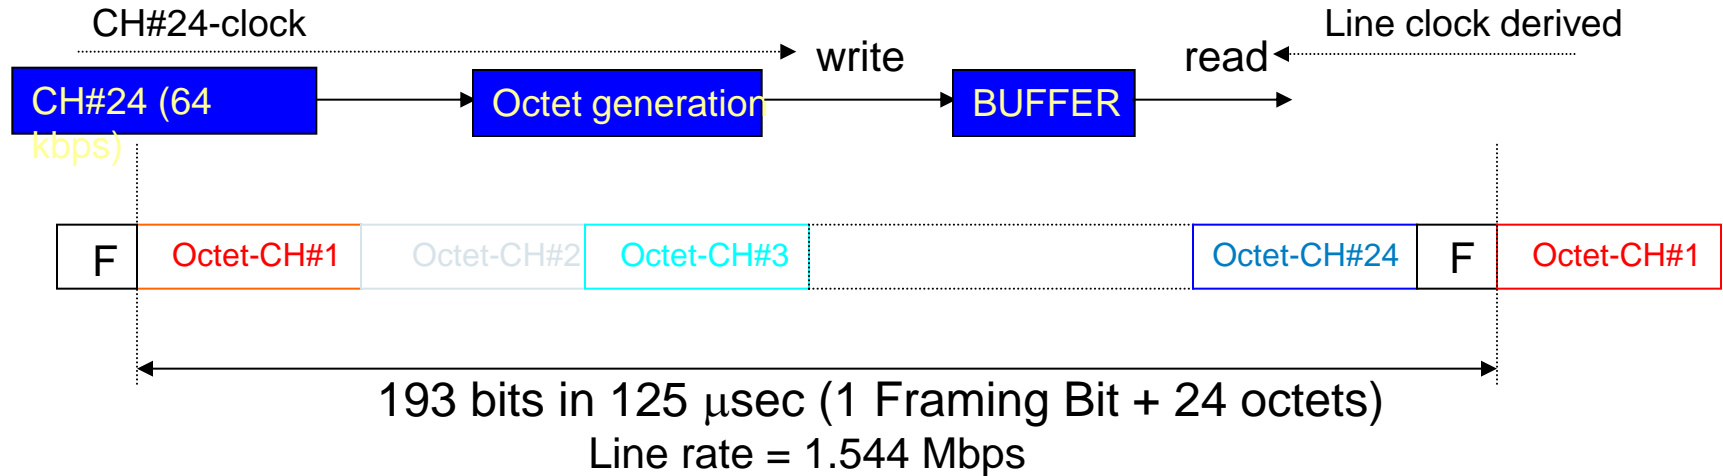 CH#24-clock
Line clock derived
write
read
CH#24 (64
kbps)
Octet generation
BUFFER
F
Octet-CH#1
Octet-CH#2
Octet-CH#3
Octet-CH#24
F
Octet-CH#1
193 bits in 125 μsec (1 Framing Bit + 24 octets)
Line rate = 1.544 Mbps